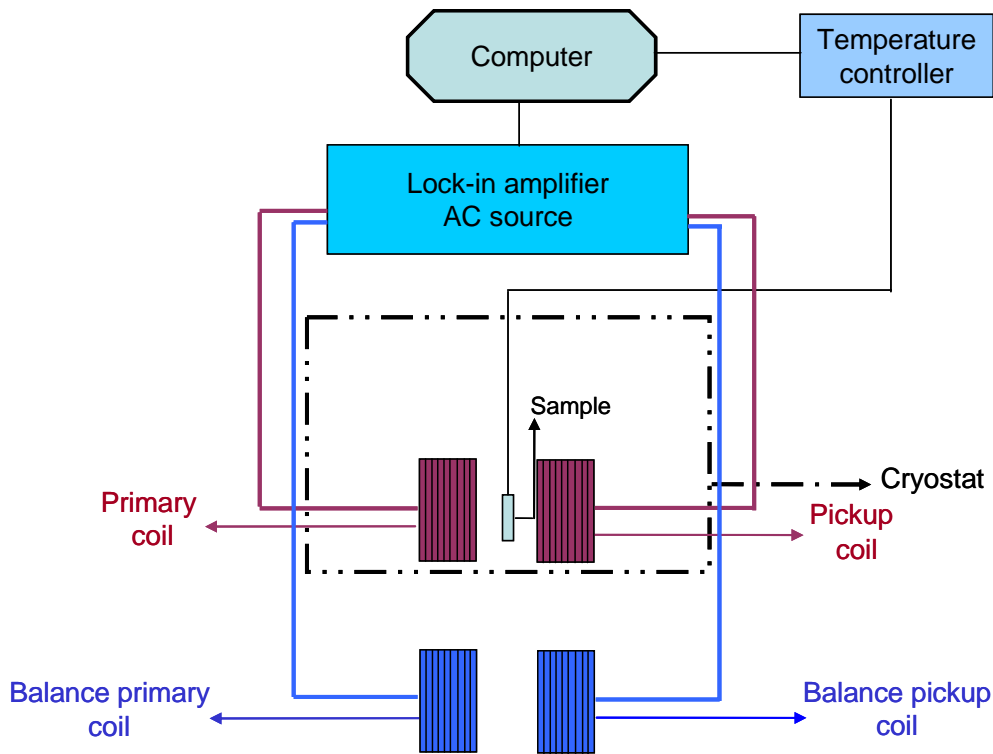 Computer
Temperature
controller
Lock-in amplifier
AC source
Sample
Cryostat
Primary
coil
Pickup
coil
Balance primary
coil
Balance pickup
coil